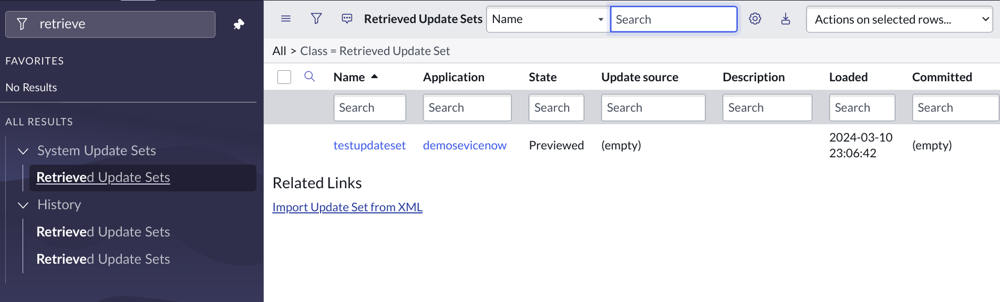 retrieve
FAVORITES
No Results
ALL RESULTS
System Update Sets
Retrieved Update Sets
History
Retrieved Update Sets
Retrieved Update Sets
Retrieved Update Sets Name Search Actions on selected rows...
All > Class = Retrieved Update Set
Name Application State Update source Description Loaded Committed
Search Search Search Search Search Search Search
testupdateset demosevicenow Previewed (empty) 2024-03-10 23:06:42 (empty)
Related Links
Import Update Set from XML